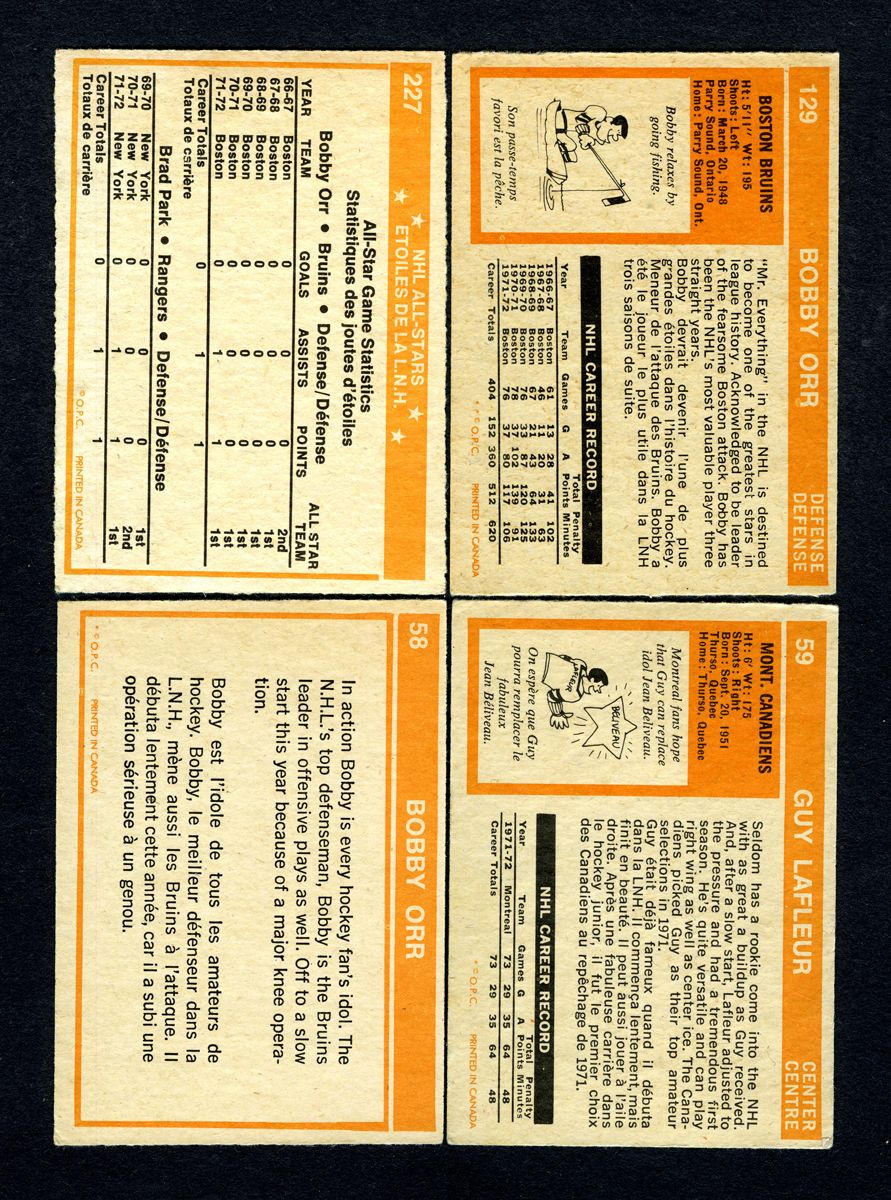 129 BOBBY ORR DEFENSE
DEFENSE
BOSTON BRUINS
Ht: 5'11" Wt: 195
Shoots: Left
Born: March 20, 1948
Parry Sound, Ontario
Home: Parry Sound, Ont.
Bobby relaxes by
going fishing.
Son passe-temps
favori est la pêche.
"Mr. Everything" in the NHL is destined
to become one of the greatest stars in
league history. Acknowledged to be leader
of the fearsome Boston attack. Bobby has
been the NHL's most valuable player three
straight years.
Bobby devrait devenir l'une de plus
grandes étoiles dans l'histoire du hockey.
Meneur de l'attaque des Bruins. Bobby a
été le joueur le plus utile dans la LNH
trois saisons de suite.
NHL CAREER RECORD
Year Team Games G A Total Points Penalty Minutes
1966-67 Boston 61 13 28 41 102
1967-68 Boston 46 11 20 31 63
1968-69 Boston 67 21 43 64 133
1969-70 Boston 76 33 87 120 125
1970-71 Boston 78 37 102 139 91
1971-72 Boston 76 37 80 117 106
Career Totals 404 152 360 512 620
* © O.P.C. PRINTED IN CANADA
59 GUY LAFLEUR CENTER
CENTRE
MONT. CANADIENS
Ht: 6' Wt: 175
Shoots: Right
Born: Sept. 20, 1951
Thurso, Quebec
Home: Thurso, Quebec
Montreal fans hope
that Guy can replace
idol Jean Beliveau.
BELIVEAU
LAFLEUR
On espère que Guy
pourra remplacer le
fabuleux
Jean Béliveau.
Seldom has a rookie come into the NHL
with as great a buildup as Guy received.
And, after a slow start, Lafleur adjusted to
the pressure and had a tremendous first
season. He's quite versatile and can play
right wing as well as center ice. The Cana-
diens picked Guy as their top amateur
selections in 1971.
Guy était déjà fameux quand il débuta
dans la LNH. Il commença lentement, mais
finit en beauté. Il peut aussi jouer à l'aile
droite. Après une fabuleuse carrière dans
le hockey junior, il fut le premier choix
des Canadiens au repêchage de 1971.
NHL CAREER RECORD
Year Team Games G A Total Points Penalty Minutes
1971-72 Montreal 73 29 35 64 48
Career Totals 73 29 35 64 48
* © O.P.C. PRINTED IN CANADA
227 NHL ALL-STARS
ETOILES DE LA L.N.H.
All-Star Game Statistics
Statistiques des joutes d'étoiles
Bobby Orr • Bruins • Defense/Défense
YEAR TEAM GOALS ASSISTS POINTS ALL STAR TEAM
66-67 Boston 0 0 0 2nd
67-68 Boston 0 0 0 1st
68-69 Boston 0 0 0 1st
69-70 Boston 0 0 0 1st
70-71 Boston 0 0 0 1st
71-72 Boston 0 1 1 1st
Career Totals
Totaux de carrière 0 1 1
Brad Park • Rangers • Defense/Défense
69-70 New York 0 0 0 1st
70-71 New York 0 0 0 2nd
71-72 New York 0 1 1 1st
Career Totals
Totaux de carrière 0 1 1
© O.P.C. PRINTED IN CANADA
58 BOBBY ORR
In action Bobby is every hockey fan's idol. The
N.H.L.'s top defenseman, Bobby is the Bruins
leader in offensive plays as well. Off to a slow
start this year because of a major knee opera-
tion.
Bobby est l'idole de tous les amateurs de
hockey. Bobby, le meilleur défenseur dans la
L.N.H., mène aussi les Bruins à l'attaque. Il
débuta lentement cette année, car il a subi une
opération sérieuse à un genou.
* © O.P.C. PRINTED IN CANADA